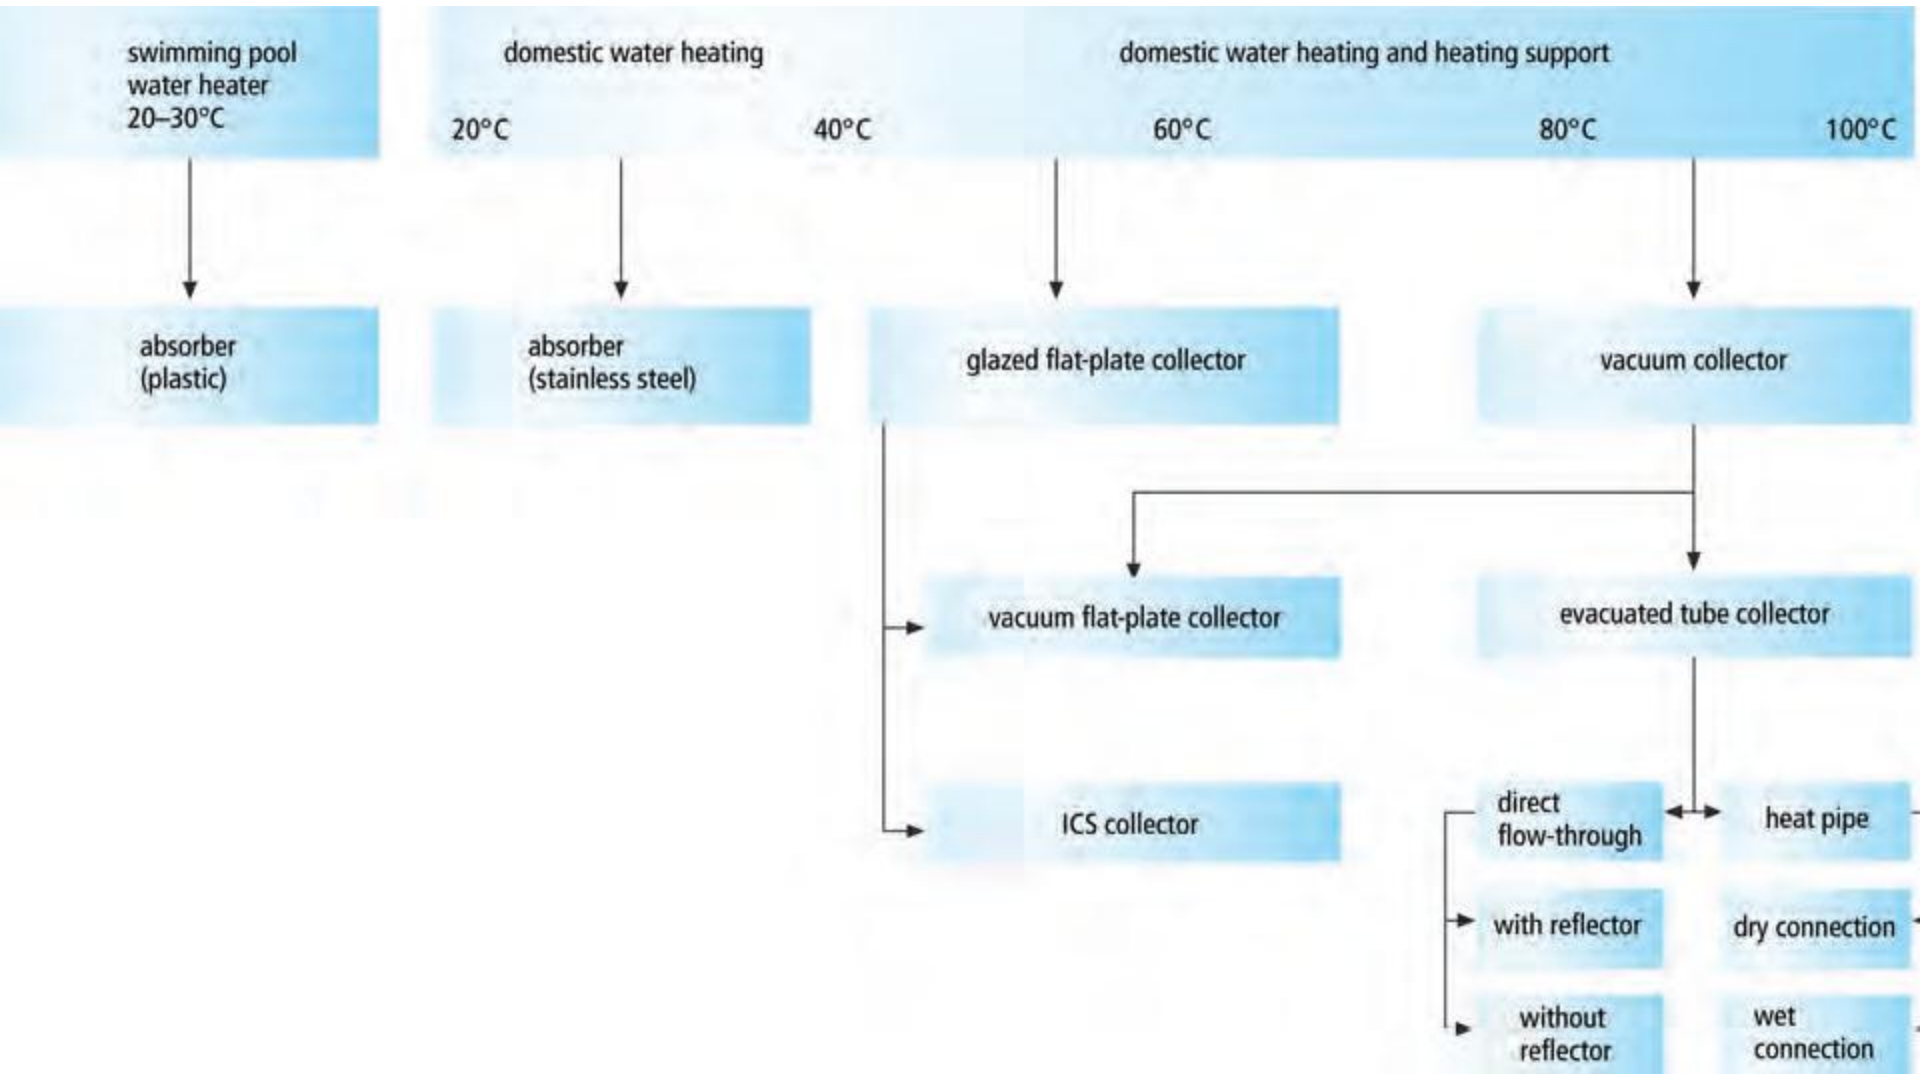 swimming pool
water heater
20–30°C
domestic water heating
domestic water heating and heating support
20°C
40°C
60°C
80°C
100°C
absorber
(plastic)
absorber
(stainless steel)
glazed flat-plate collector
vacuum collector
vacuum flat-plate collector
evacuated tube collector
ICS collector
direct
flow-through
heat pipe
with reflector
dry connection
without
reflector
wet
connection